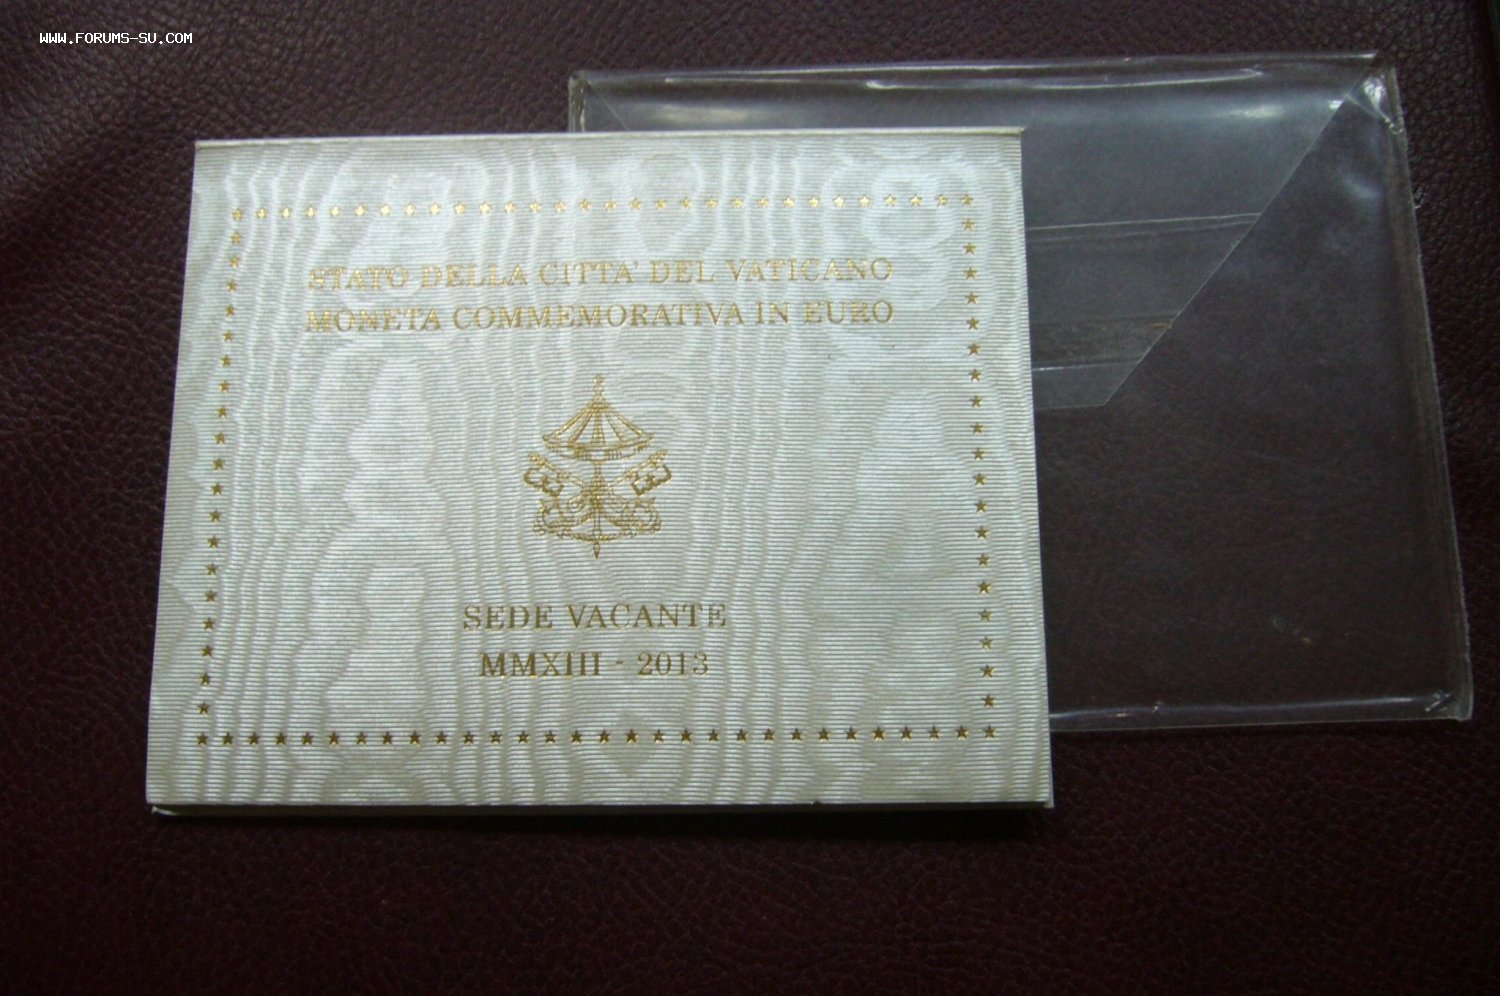 WWW.FORUMS-SU.COM
STATO DELLA CITTA' DEL VATICANO
MONETA COMMEMORATIVA IN EURO
SEDE VACANTE
MMXIII - 2013